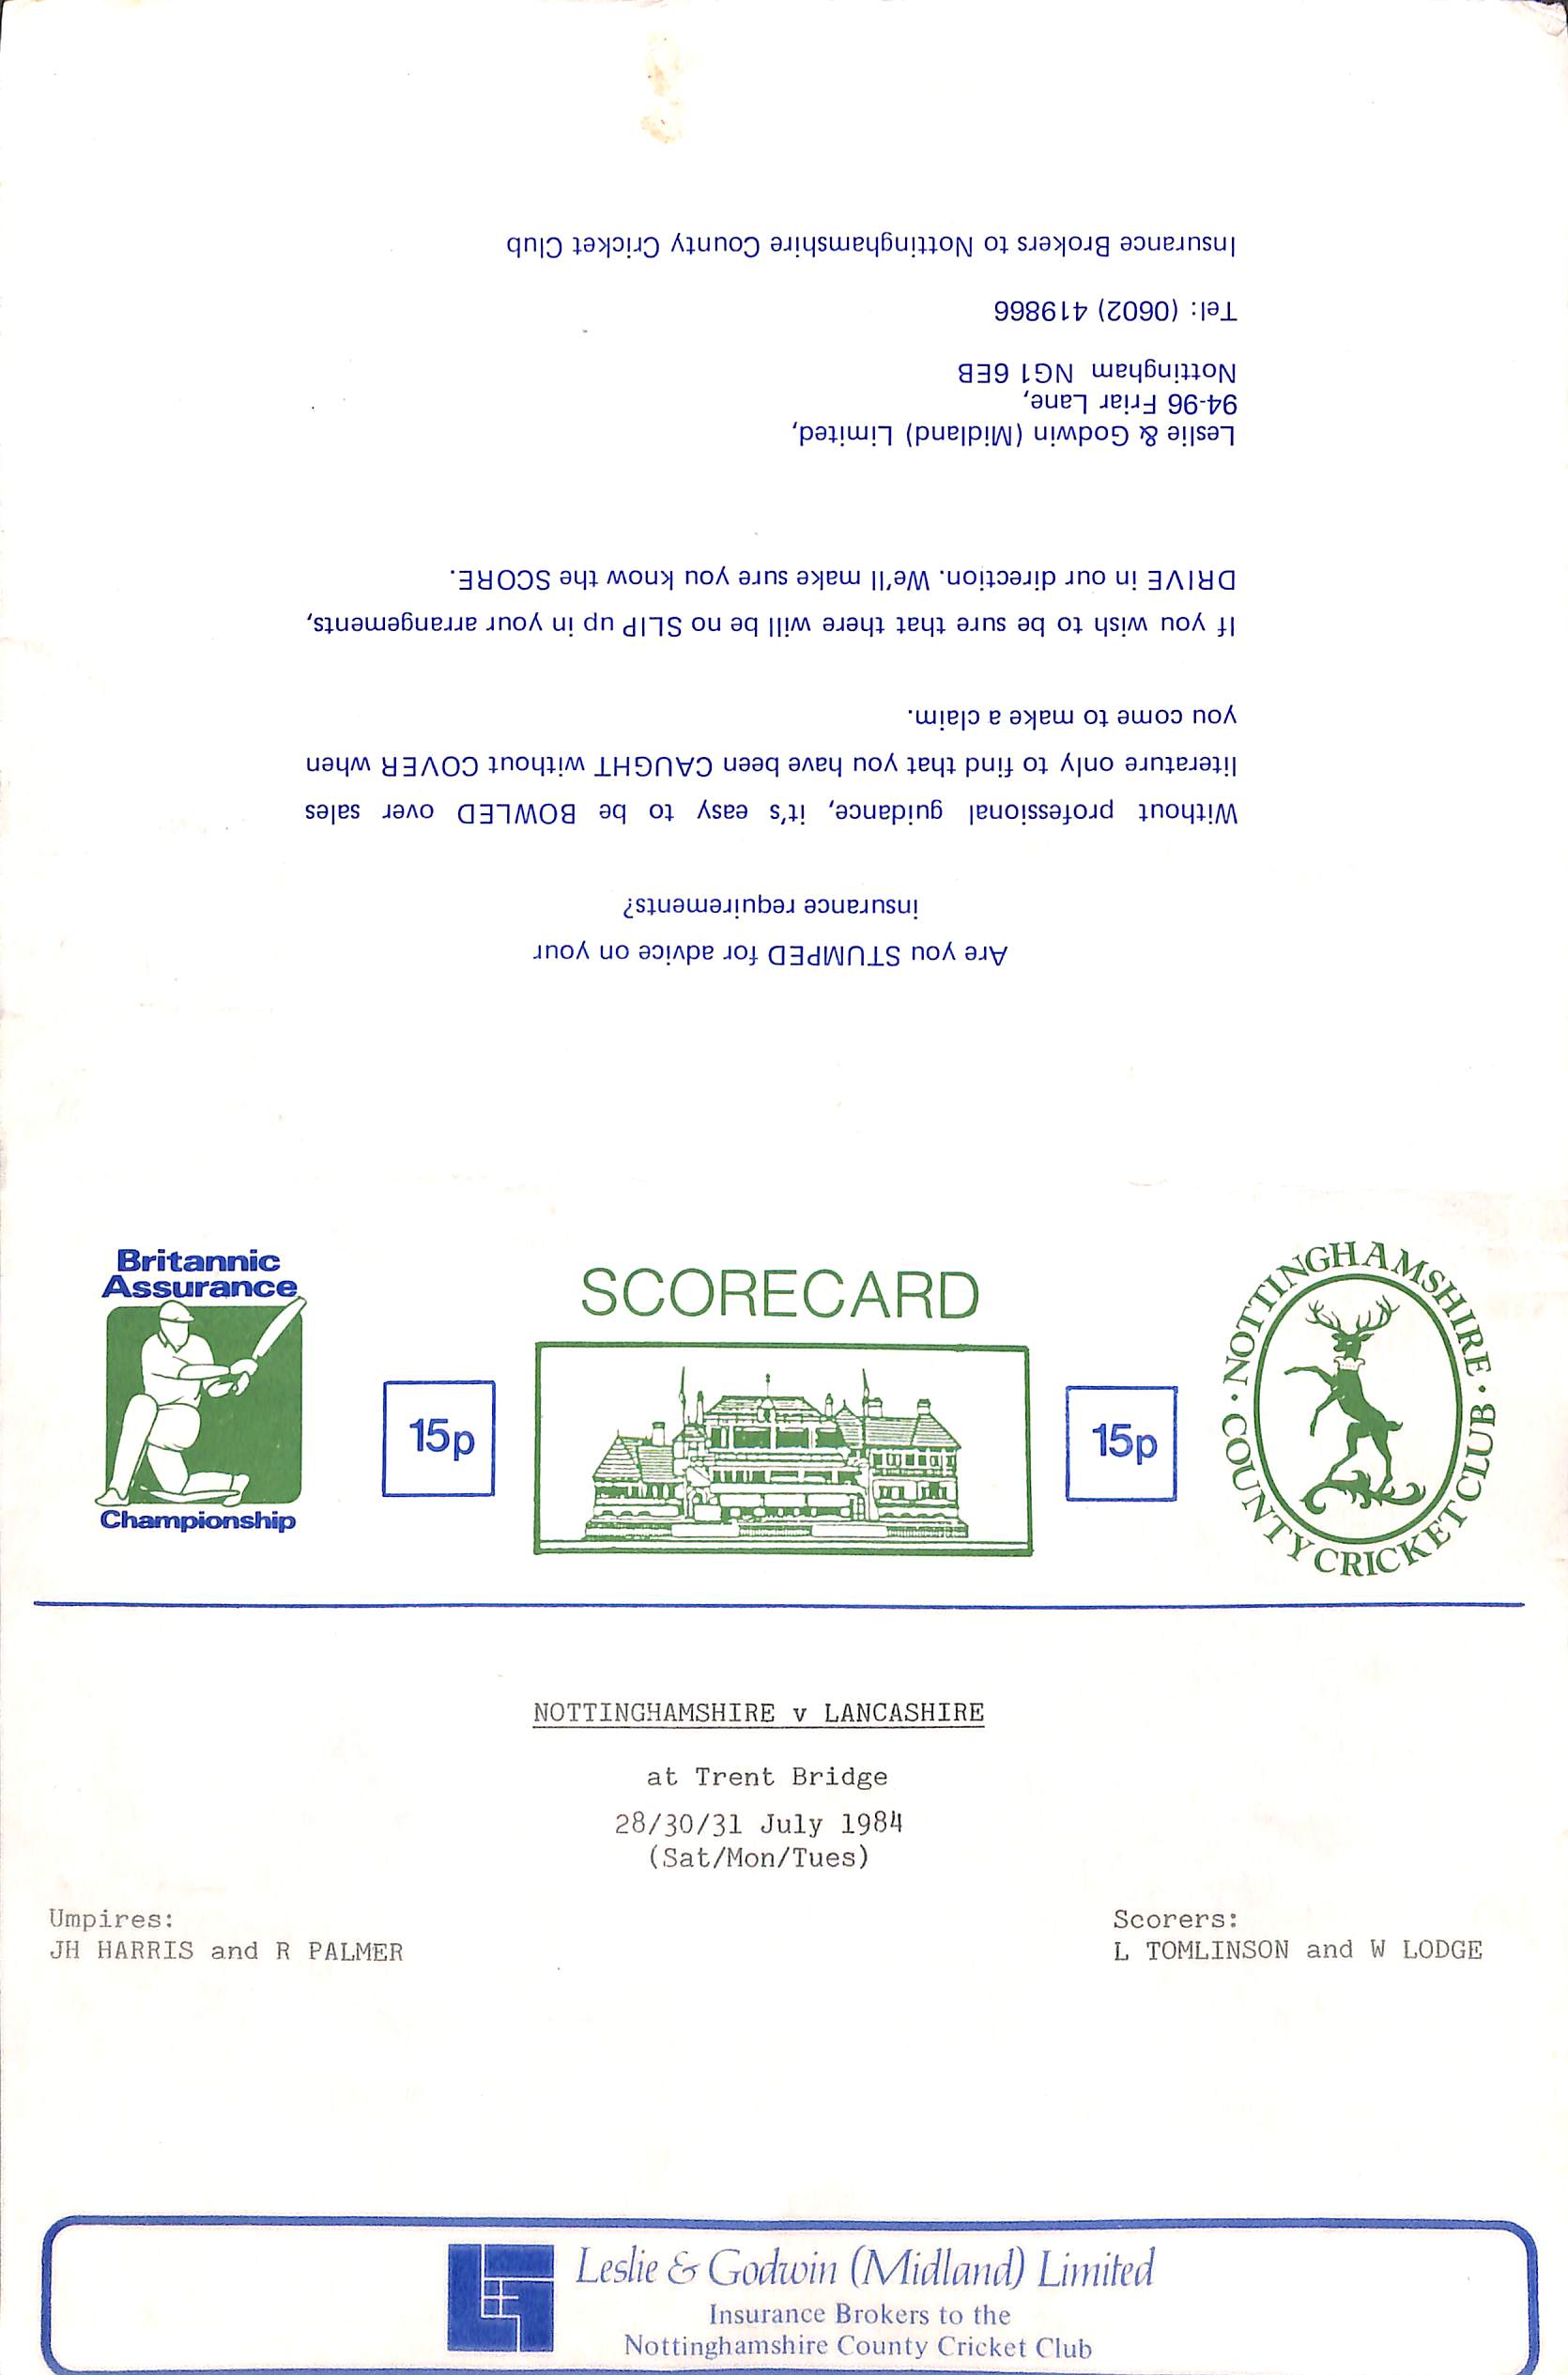 Are you STUMPED for advice on your
insurance requirements?
Without professional guidance, it's easy to be BOWLED over sales
literature only to find that you have been CAUGHT without COVER when
you come to make a claim.
If you wish to be sure that there will be no SLIP up in your arrangements,
DRIVE in our direction. We'll make sure you know the SCORE.
Leslie & Godwin (Midland) Limited,
94-96 Friar Lane,
Nottingham NG1 6EB
Tel: (0602) 419866
Insurance Brokers to Nottinghamshire County Cricket Club
Britannic
Assurance
Championship
15p
SCORECARD
15p
· NOTTINGHAMSHIRE ·
COUNTY CRICKET CLUB
NOTTINGHAMSHIRE v LANCASHIRE
at Trent Bridge
28/30/31 July 1984
(Sat/Mon/Tues)
Umpires:
JH HARRIS and R PALMER
Scorers:
L TOMLINSON and W LODGE
Leslie & Godwin (Midland) Limited
Insurance Brokers to the
Nottinghamshire County Cricket Club